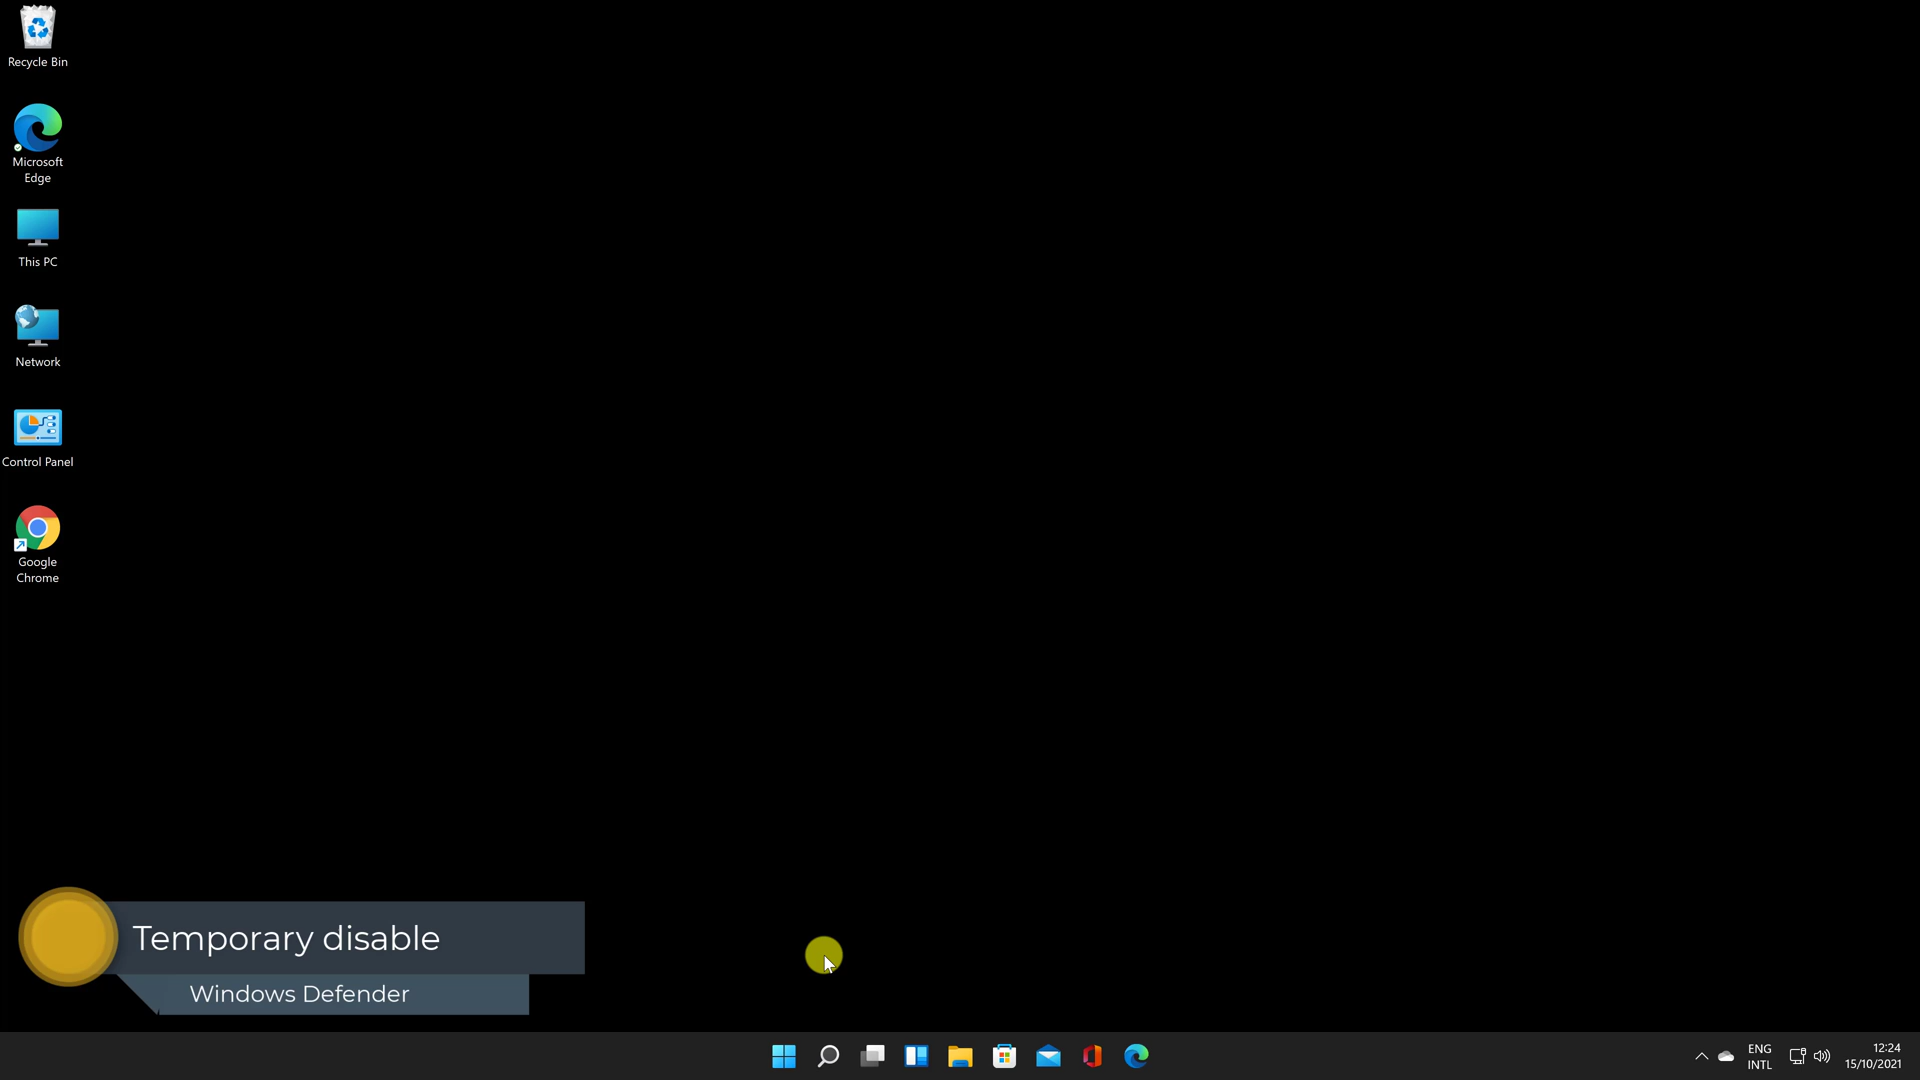 Recycle Bin
Microsoft
Edge
This PC
Network
Control Panel
Google
Chrome
Temporary disable
Windows Defender
ENG
INTL
12:24
15/10/2021